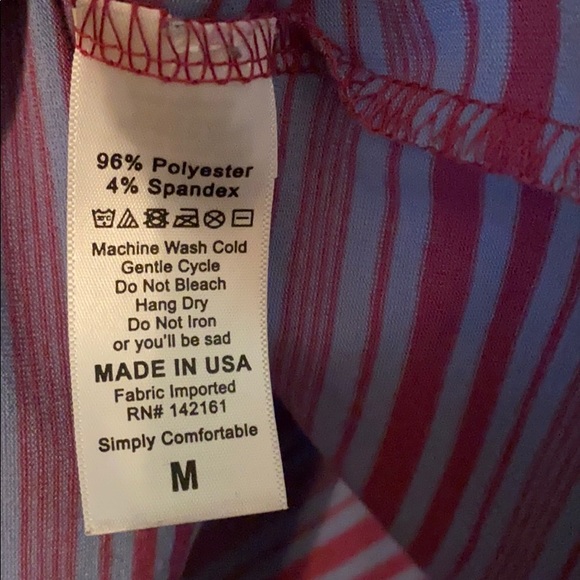 96% Polyester
4% Spandex
Machine Wash Cold
Gentle Cycle
Do Not Bleach
Hang Dry
Do Not Iron
or you'll be sad
MADE IN USA
Fabric Imported
RN# 142161
Simply Comfortable
M